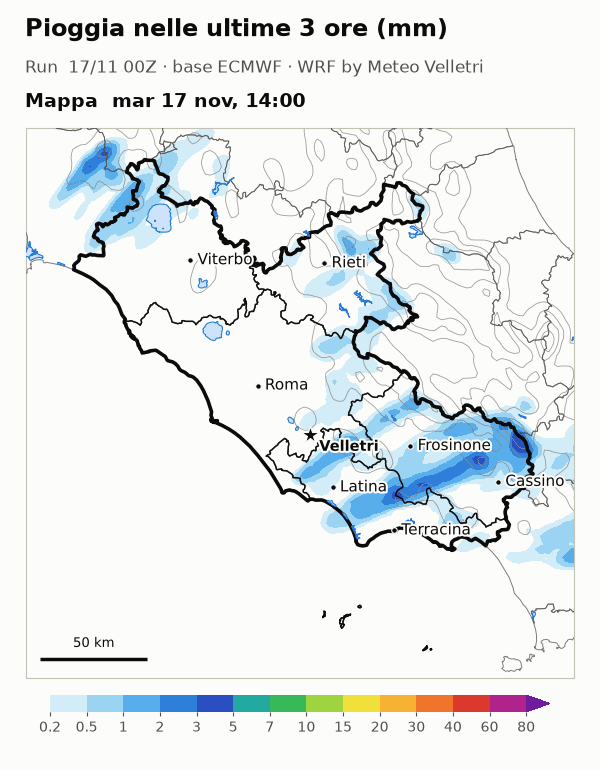 Pioggia nelle ultime 3 ore (mm)
Run  17/11 00Z · base ECMWF · WRF by Meteo Velletri
Mappa  mar 17 nov, 14:00
Viterbo
Rieti
Roma
Velletri
Frosinone
Latina
Cassino
Terracina
50 km
0.2 0.5 1 2 3 5 7 10 15 20 30 40 60 80